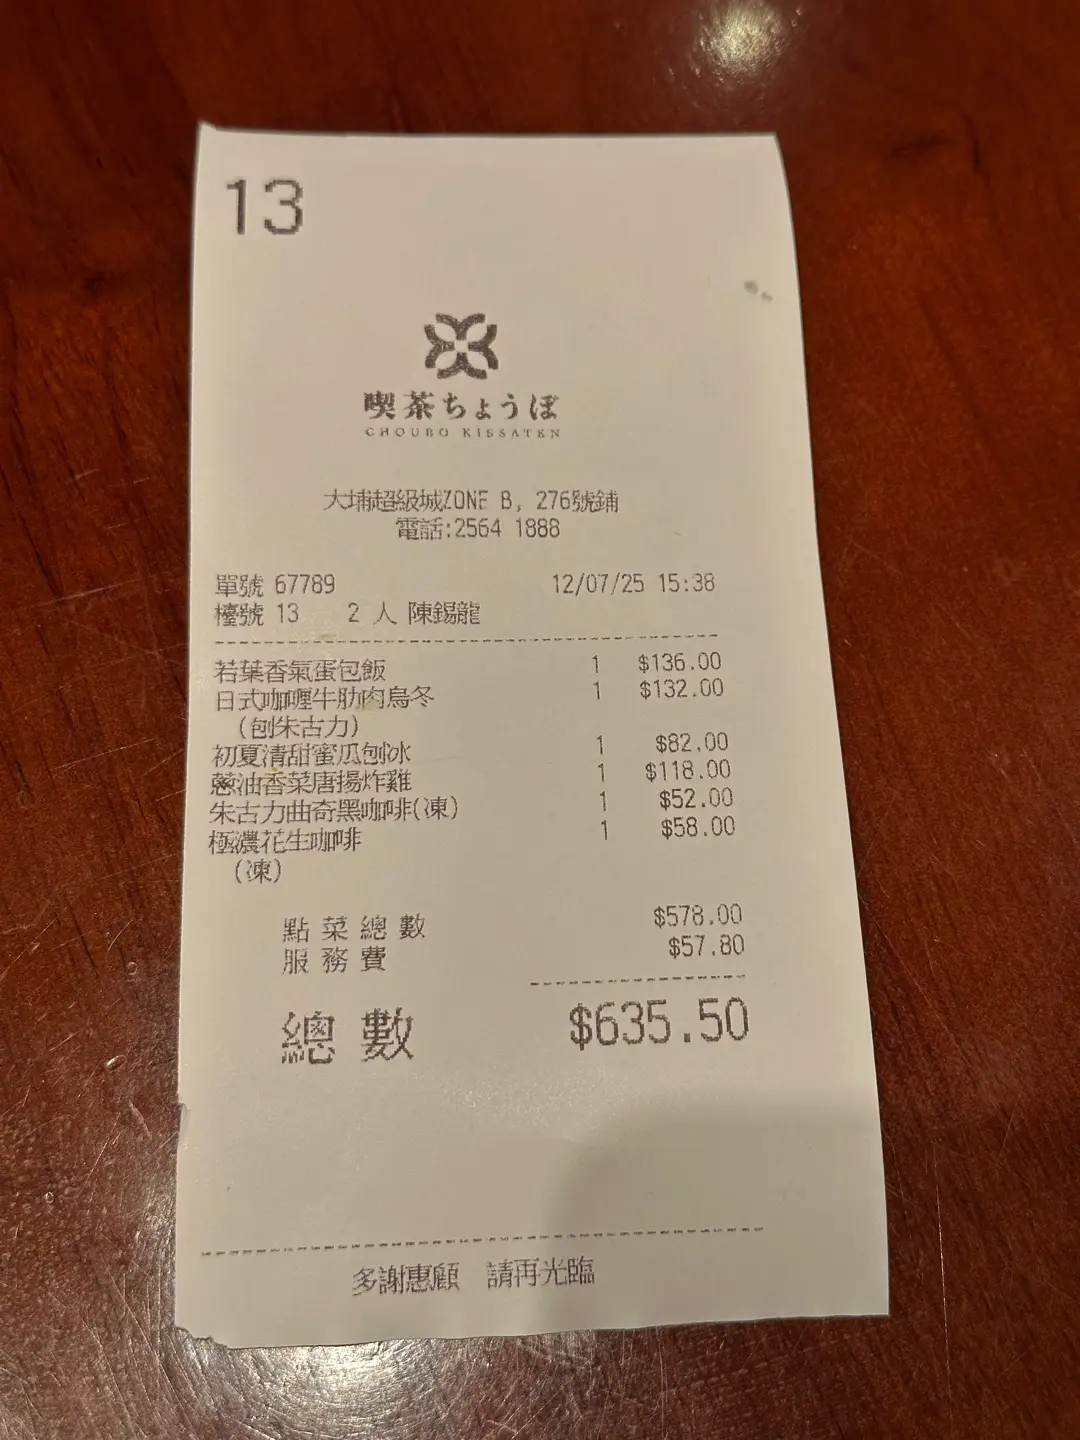 13
喫茶ちょうぼ
CHOUBO KISSATEN
大埔超級城ZONE B, 276號鋪
電話:2564 1888
單號 67789 12/07/25 15:38
檯號 13 2 人 陳錫龍
若葉香氣蛋包飯 1 $136.00
日式咖喱牛肋肉烏冬 1 $132.00
(刨朱古力)
初夏清甜蜜瓜刨冰 1 $82.00
蔥油香菜唐揚炸雞 1 $118.00
朱古力曲奇黑咖啡(凍) 1 $52.00
極濃花生咖啡 1 $58.00
(凍)
點菜總數 $578.00
服務費 $57.80
總數 $635.50
多謝惠顧 請再光臨